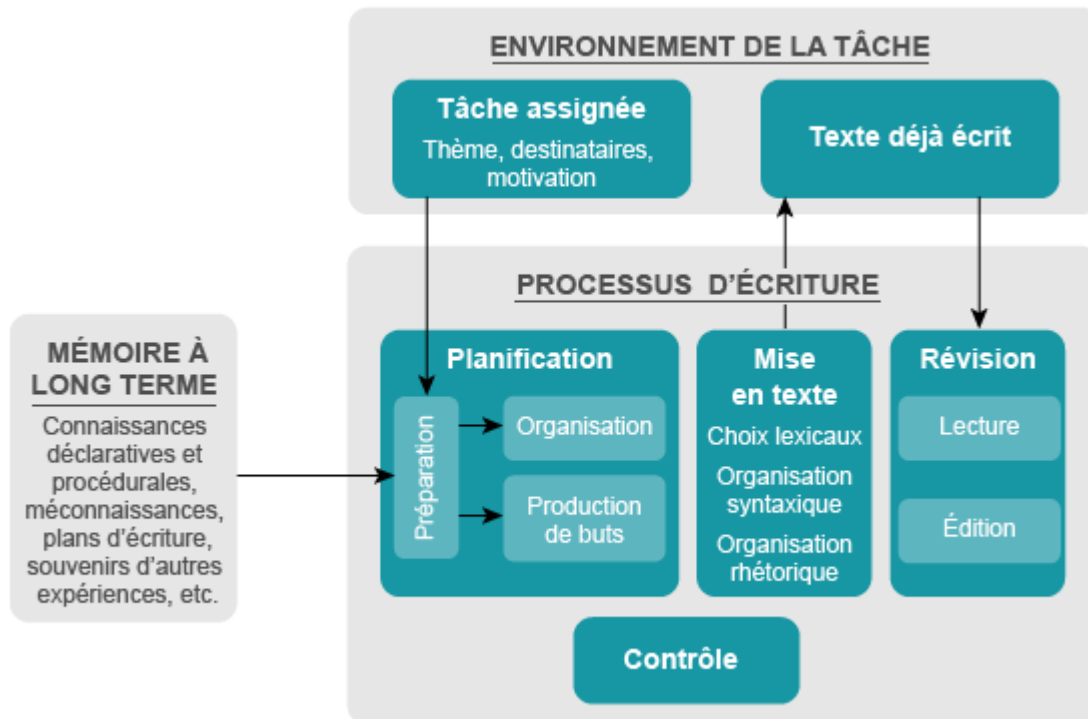 ENVIRONNEMENT DE LA TÂCHE
Tâche assignée
Thème, destinataires,
motivation
Texte déjà écrit
MÉMOIRE À
LONG TERME
Connaissances
déclaratives et
procédurales,
méconnaissances,
plans d'écriture,
souvenirs d'autres
expériences, etc.
PROCESSUS D'ÉCRITURE
Planification
Préparation
Organisation
Production
de buts
Mise
en texte
Choix lexicaux
Organisation
syntaxique
Organisation
rhétorique
Révision
Lecture
Édition
Contrôle